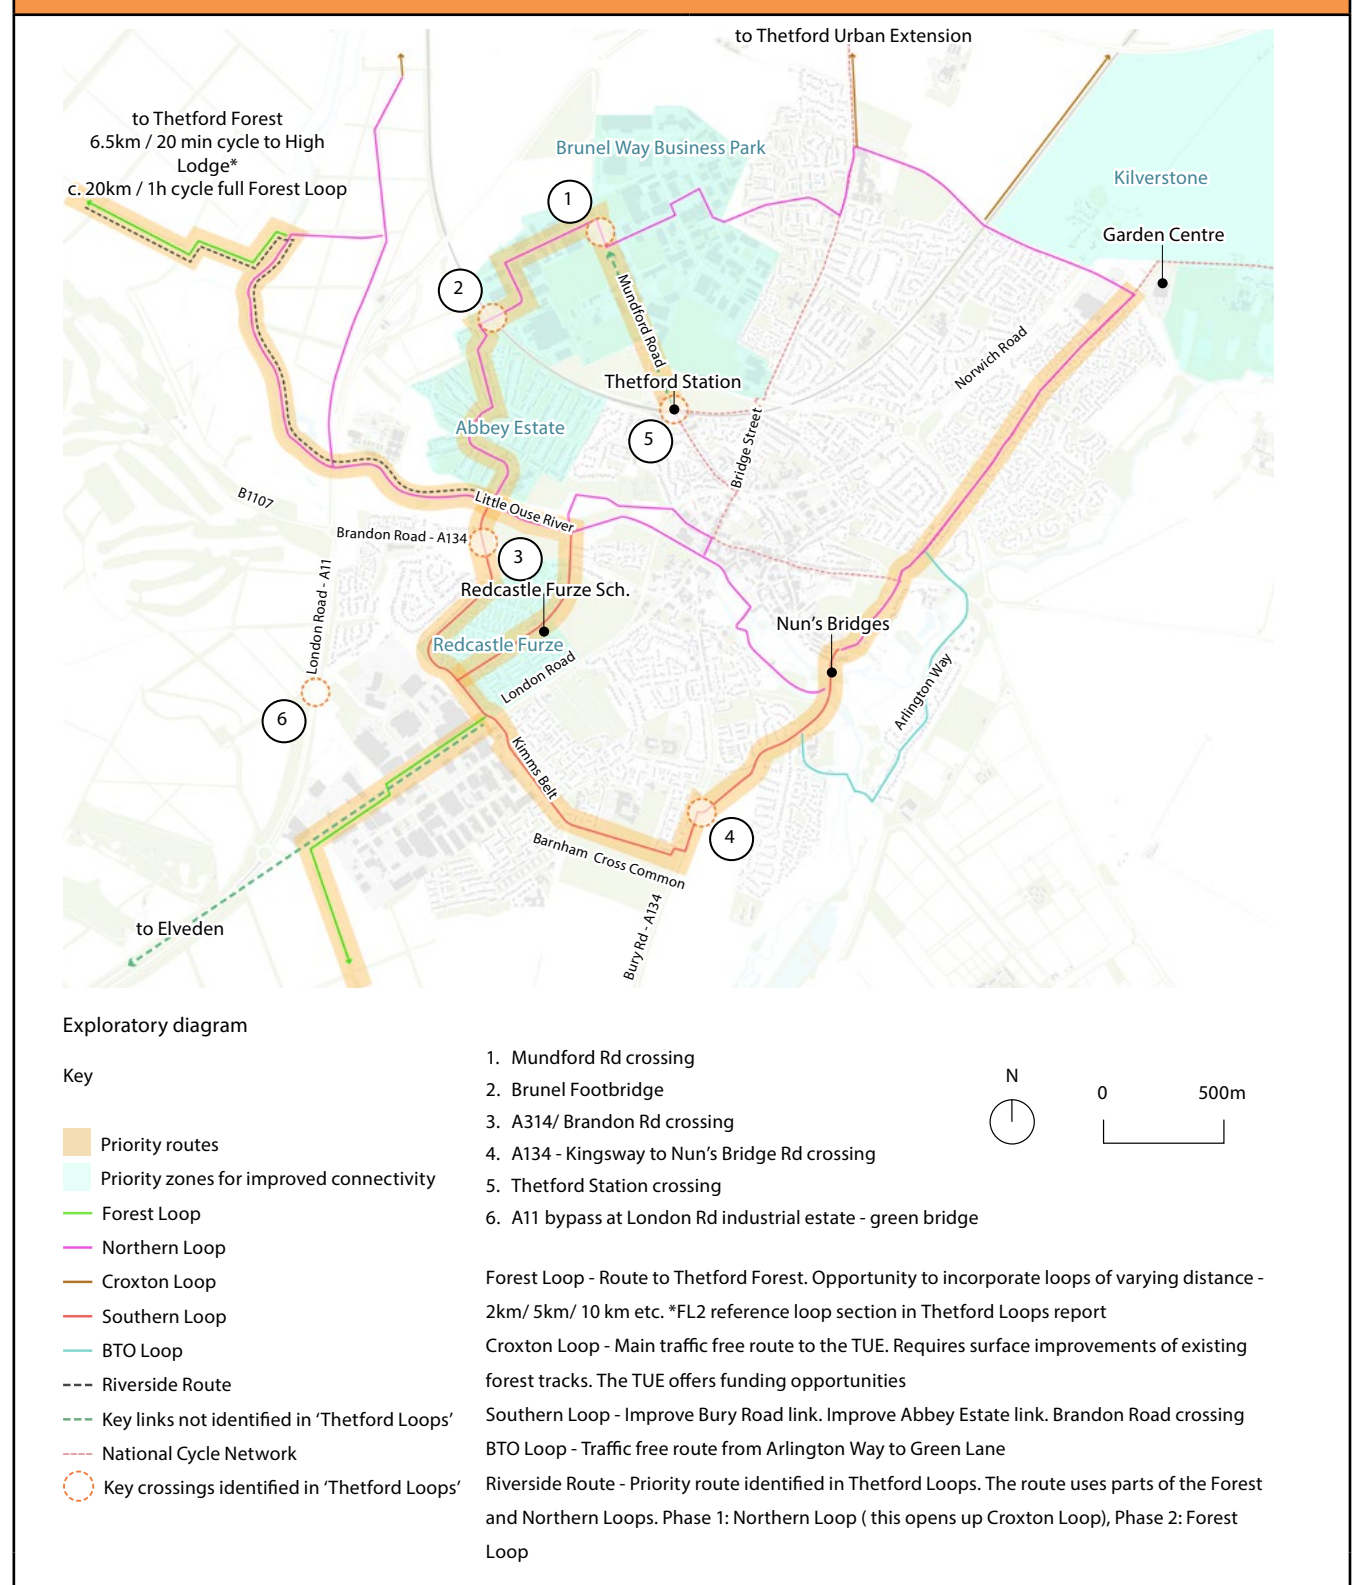 to Thetford Urban Extension
to Thetford Forest
6.5km / 20 min cycle to High
Lodge*
c. 20km / 1h cycle full Forest Loop
Brunel Way Business Park
Kilverstone
1
Garden Centre
2
Mundford Road
Norwich Road
Thetford Station
Abbey Estate
5
Bridge Street
B1107
Little Ouse River
Brandon Road - A134
3
London Road - A11
Redcastle Furze Sch.
Nun's Bridges
Redcastle Furze
London Road
Arlington Way
6
Kimms Belt
4
Barnham Cross Common
to Elveden
Bury Rd - A134
Exploratory diagram
Key
Priority routes
Priority zones for improved connectivity
Forest Loop
Northern Loop
Croxton Loop
Southern Loop
BTO Loop
Riverside Route
Key links not identified in ‘Thetford Loops’
National Cycle Network
Key crossings identified in ‘Thetford Loops’
1. Mundford Rd crossing
2. Brunel Footbridge
3. A314/ Brandon Rd crossing
4. A134 - Kingsway to Nun's Bridge Rd crossing
5. Thetford Station crossing
6. A11 bypass at London Rd industrial estate - green bridge
N
0 500m
Forest Loop - Route to Thetford Forest. Opportunity to incorporate loops of varying distance -
2km/ 5km/ 10 km etc. *FL2 reference loop section in Thetford Loops report
Croxton Loop - Main traffic free route to the TUE. Requires surface improvements of existing
forest tracks. The TUE offers funding opportunities
Southern Loop - Improve Bury Road link. Improve Abbey Estate link. Brandon Road crossing
BTO Loop - Traffic free route from Arlington Way to Green Lane
Riverside Route - Priority route identified in Thetford Loops. The route uses parts of the Forest
and Northern Loops. Phase 1: Northern Loop ( this opens up Croxton Loop), Phase 2: Forest
Loop